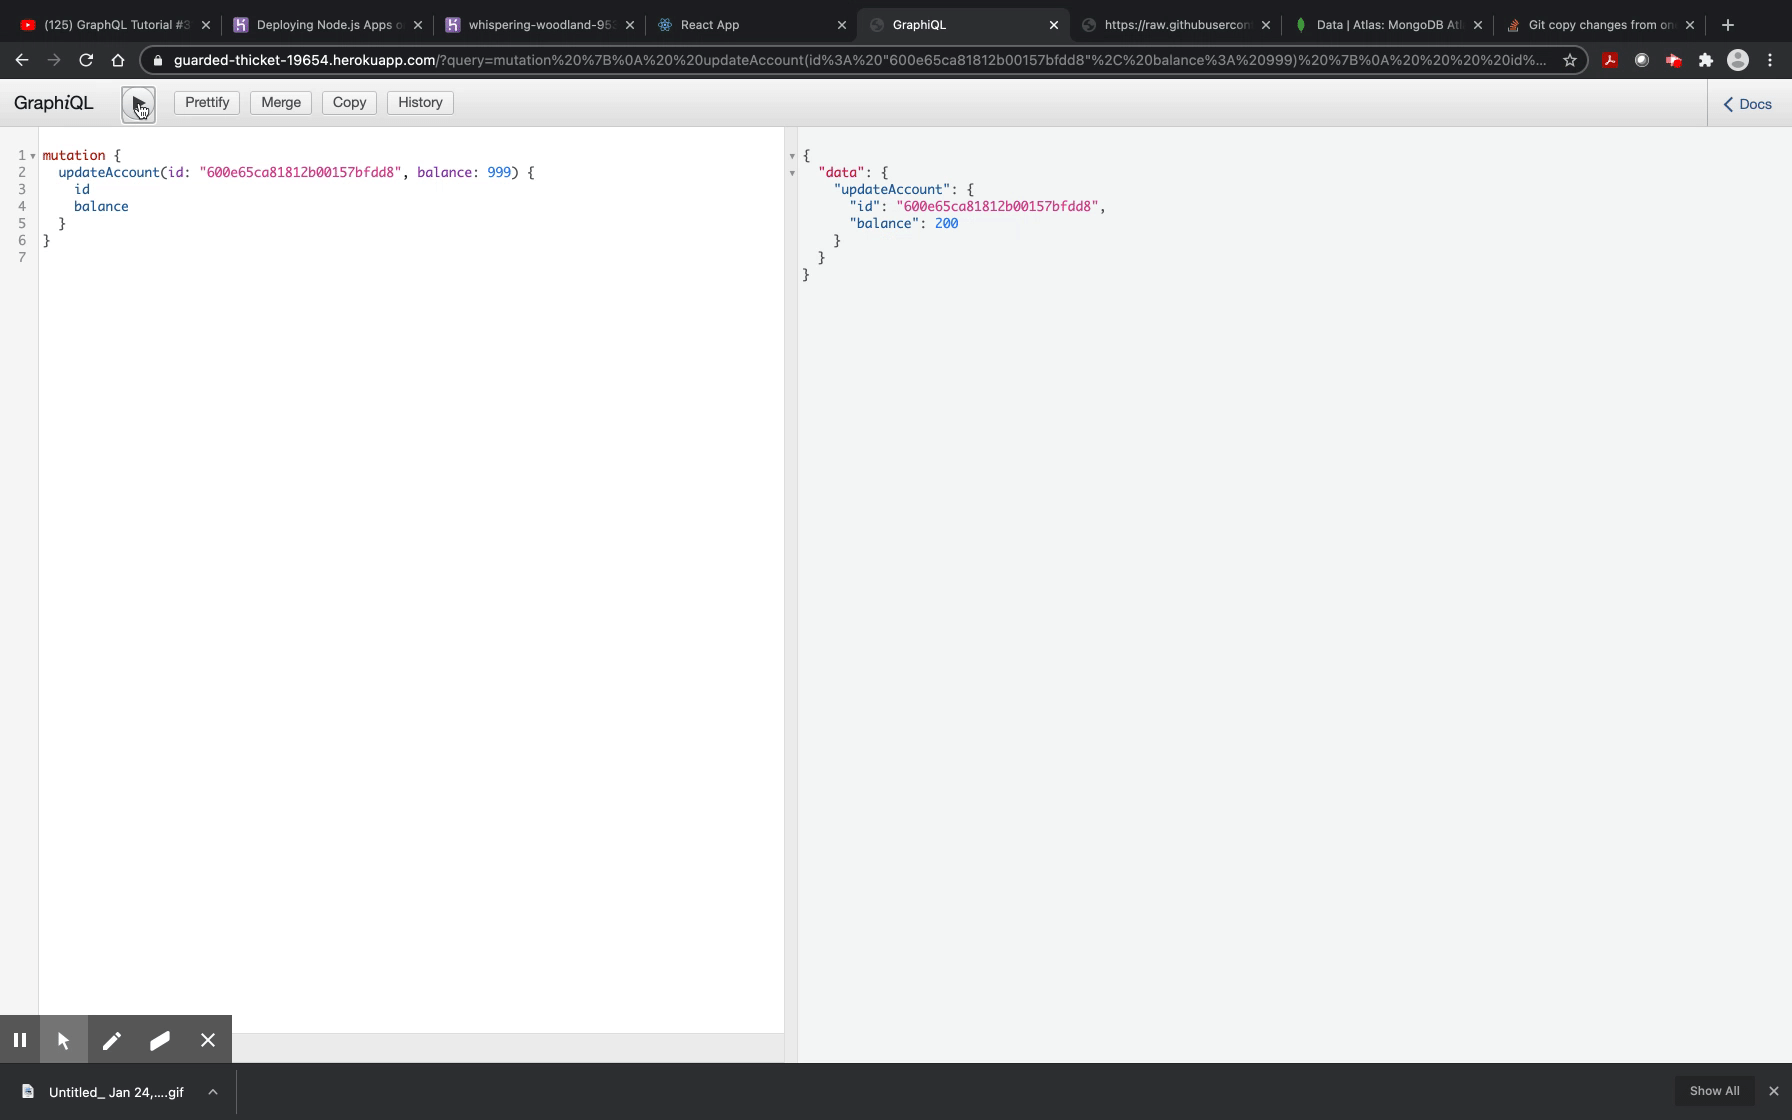 (125) GraphQL Tutorial #3
Deploying Node.js Apps o
whispering-woodland-95
React App
GraphiQL
https://raw.githubusercon
Data | Atlas: MongoDB Atl
Git copy changes from on
guarded-thicket-19654.herokuapp.com/?query=mutation%20%7B%0A%20%20updateAccount(id%3A%20"600e65ca81812b00157bfdd8"%2C%20balance%3A%20999)%20%7B%0A%20%20%20%20id%...
GraphiQL
Prettify
Merge
Copy
History
Docs
1 mutation {
2 updateAccount(id: "600e65ca81812b00157bfdd8", balance: 999) {
3 id
4 balance
5 }
6 }
7
{
"data": {
"updateAccount": {
"id": "600e65ca81812b00157bfdd8",
"balance": 200
}
}
}
Untitled_ Jan 24,....gif
Show All